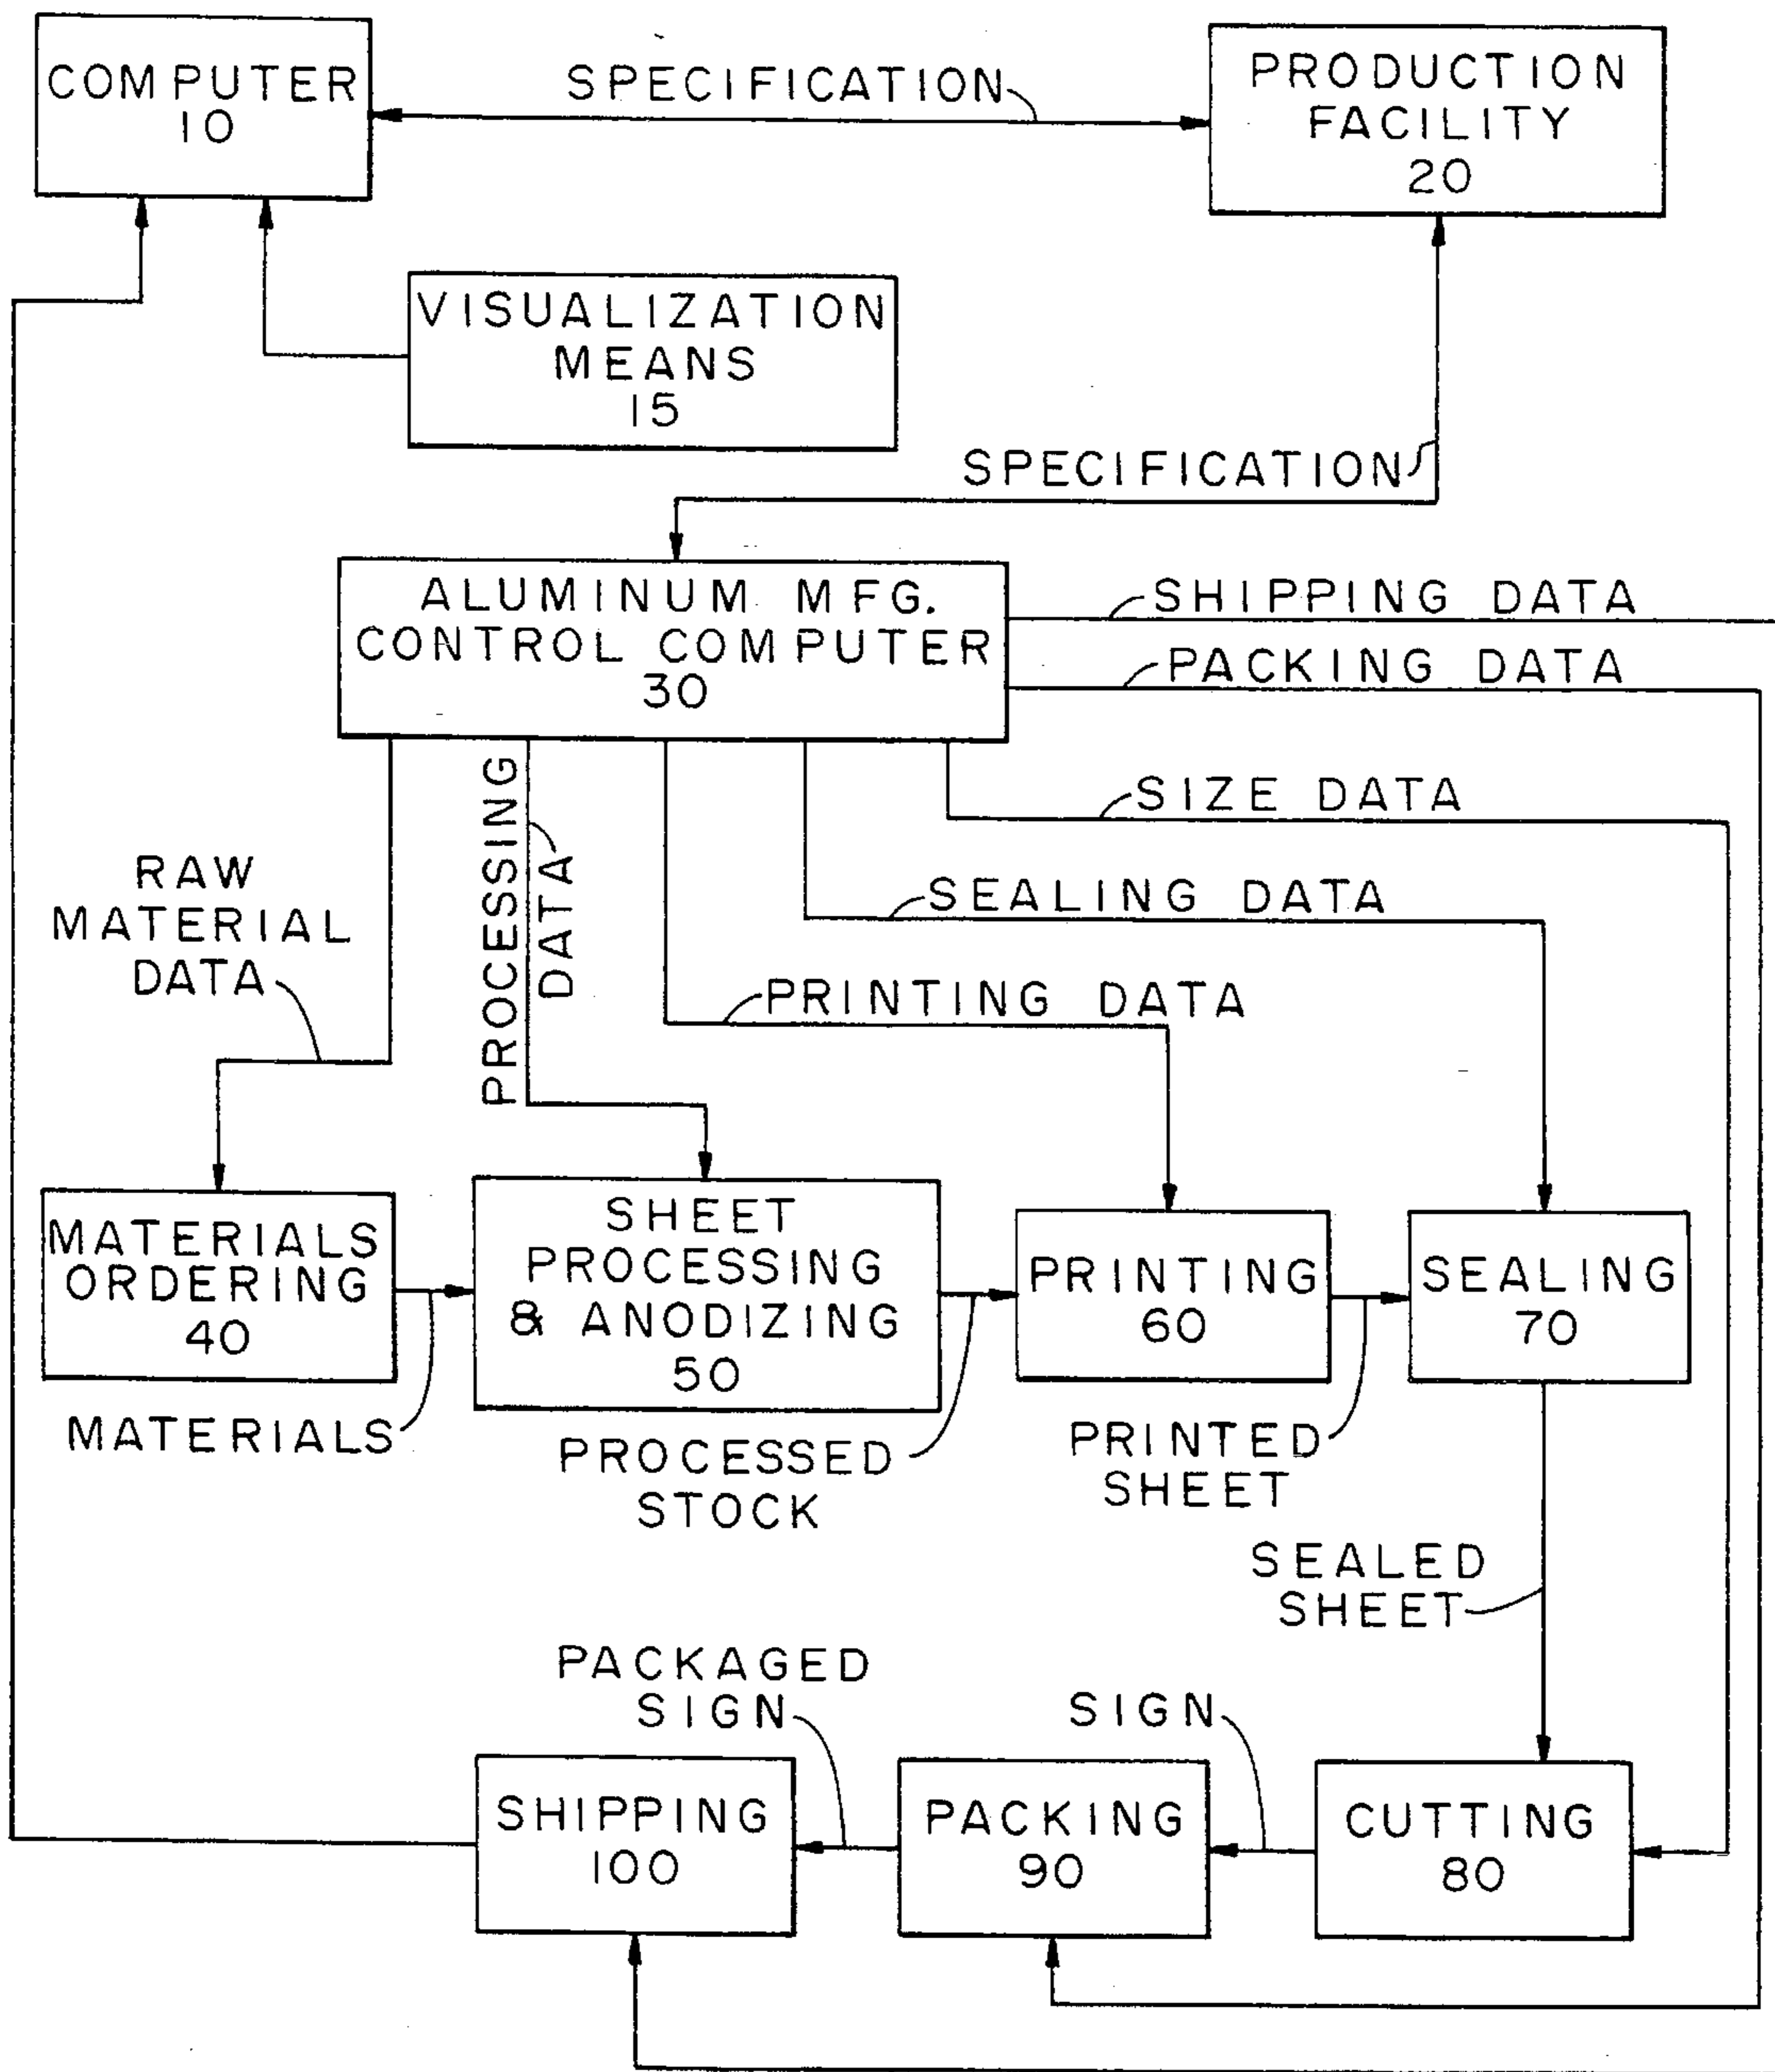 COMPUTER
10
SPECIFICATION
PRODUCTION
FACILITY
20
VISUALIZATION
MEANS
15
SPECIFICATION
ALUMINUM MFG.
CONTROL COMPUTER
30
SHIPPING DATA
PACKING DATA
SIZE DATA
SEALING DATA
PRINTING DATA
PROCESSING
DATA
RAW
MATERIAL
DATA
MATERIALS
ORDERING
40
SHEET
PROCESSING
& ANODIZING
50
PRINTING
60
SEALING
70
MATERIALS
PROCESSED
STOCK
PRINTED
SHEET
SEALED
SHEET
PACKAGED
SIGN
SIGN
SHIPPING
100
PACKING
90
CUTTING
80